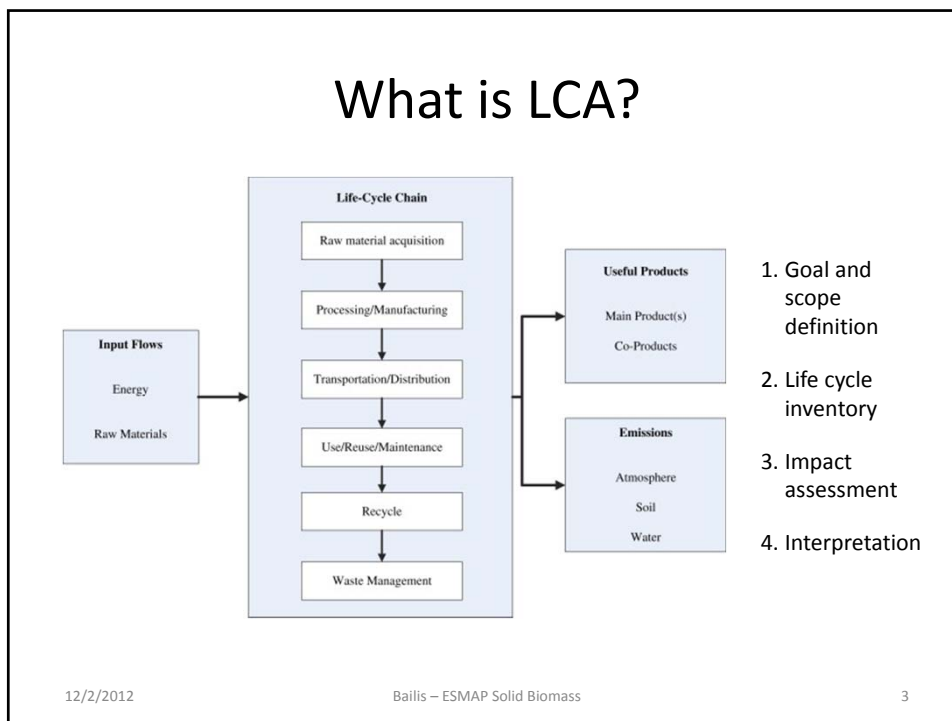 What is LCA?
Input Flows
Energy
Raw Materials
Life-Cycle Chain
Raw material acquisition
Processing/Manufacturing
Transportation/Distribution
Use/Reuse/Maintenance
Recycle
Waste Management
Useful Products
Main Product(s)
Co-Products
Emissions
Atmosphere
Soil
Water
1. Goal and
scope
definition
2. Life cycle
inventory
3. Impact
assessment
4. Interpretation
12/2/2012
Bailis – ESMAP Solid Biomass
3